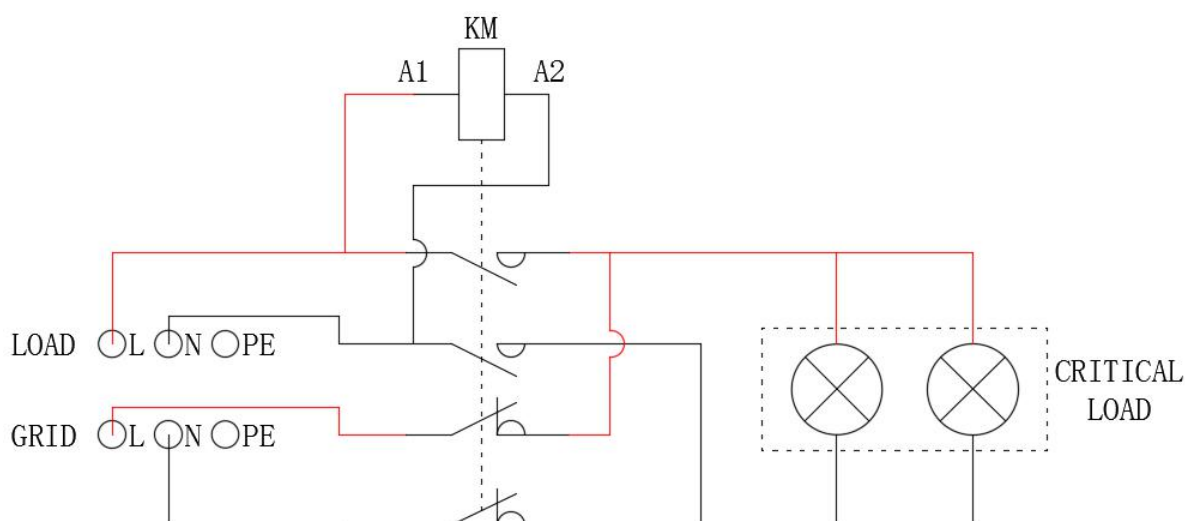 KM
A1 A2
LOAD L N PE
CRITICAL
LOAD
GRID L N PE